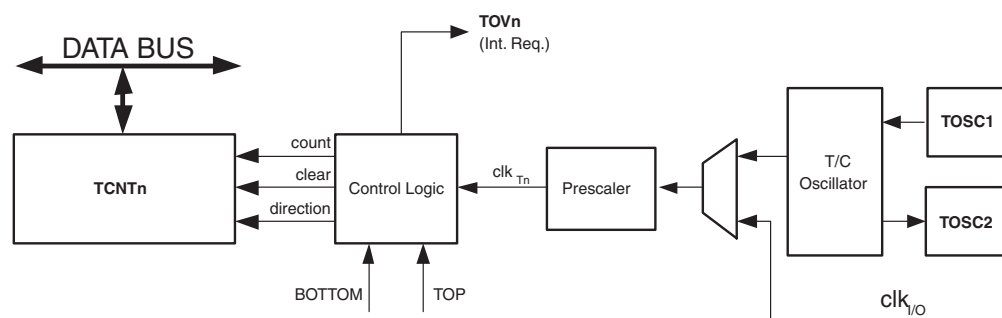 TOVn
(Int. Req.)
DATA BUS
TOSC1
count
TCNTn
clear
Control Logic
clk Tn
Prescaler
T/C
Oscillator
direction
TOSC2
BOTTOM
TOP
clk I/O